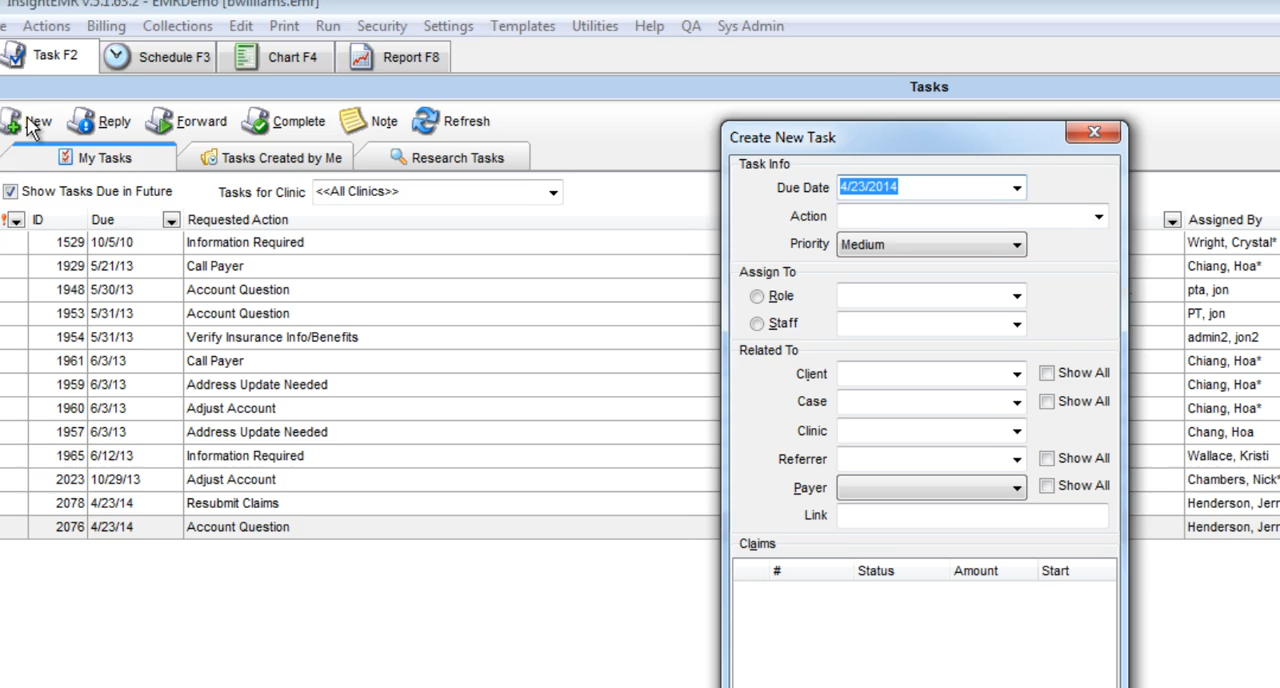 InsightEMR v.5.1.63.2 - EMRDemo [bwilliams.emr]
e Actions Billing Collections Edit Print Run Security Settings Templates Utilities Help QA Sys Admin
Task F2 Schedule F3 Chart F4 Report F8
Tasks
New Reply Forward Complete Note Refresh
My Tasks Tasks Created by Me Research Tasks
Show Tasks Due in Future Tasks for Clinic <<All Clinics>>
! ID Due Requested Action Assigned By
1529 10/5/10 Information Required Wright, Crystal*
1929 5/21/13 Call Payer Chiang, Hoa*
1948 5/30/13 Account Question pta, jon
1953 5/31/13 Account Question PT, jon
1954 5/31/13 Verify Insurance Info/Benefits admin2, jon2
1961 6/3/13 Call Payer Chiang, Hoa*
1959 6/3/13 Address Update Needed Chiang, Hoa*
1960 6/3/13 Adjust Account Chiang, Hoa*
1957 6/3/13 Address Update Needed Chang, Hoa
1965 6/12/13 Information Required Wallace, Kristi
2023 10/29/13 Adjust Account Chambers, Nick*
2078 4/23/14 Resubmit Claims Henderson, Jerr
2076 4/23/14 Account Question Henderson, Jerr
Create New Task
Task Info
Due Date 4/23/2014
Action
Priority Medium
Assign To
Role
Staff
Related To
Client Show All
Case Show All
Clinic
Referrer Show All
Payer Show All
Link
Claims
# Status Amount Start